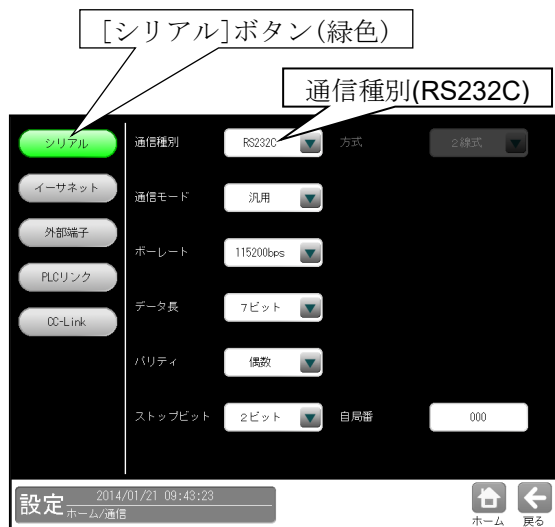 [シリアル]ボタン(緑色)
通信種別(RS232C)
シリアル
通信種別
RS232C
方式
2線式
イーサネット
通信モード
汎用
外部端子
ボーレート
115200bps
PLCリンク
データ長
7ビット
CC-Link
パリティ
偶数
ストップビット
2ビット
自局番
000
設定
2014/01/21 09:43:23
ホーム/通信
ホーム
戻る